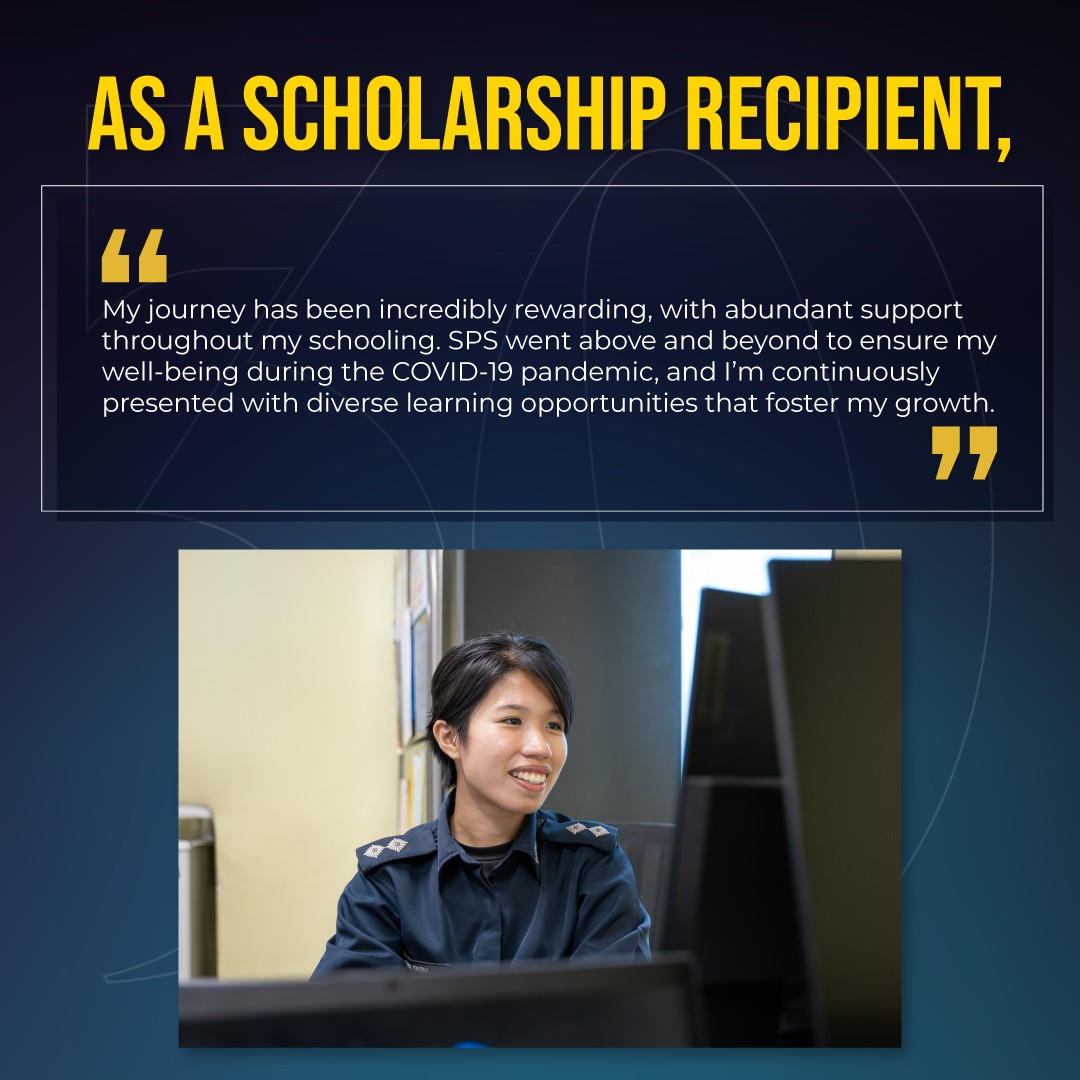 AS A SCHOLARSHIP RECIPIENT,
“
My journey has been incredibly rewarding, with abundant support
throughout my schooling. SPS went above and beyond to ensure my
well-being during the COVID-19 pandemic, and I’m continuously
presented with diverse learning opportunities that foster my growth.
”